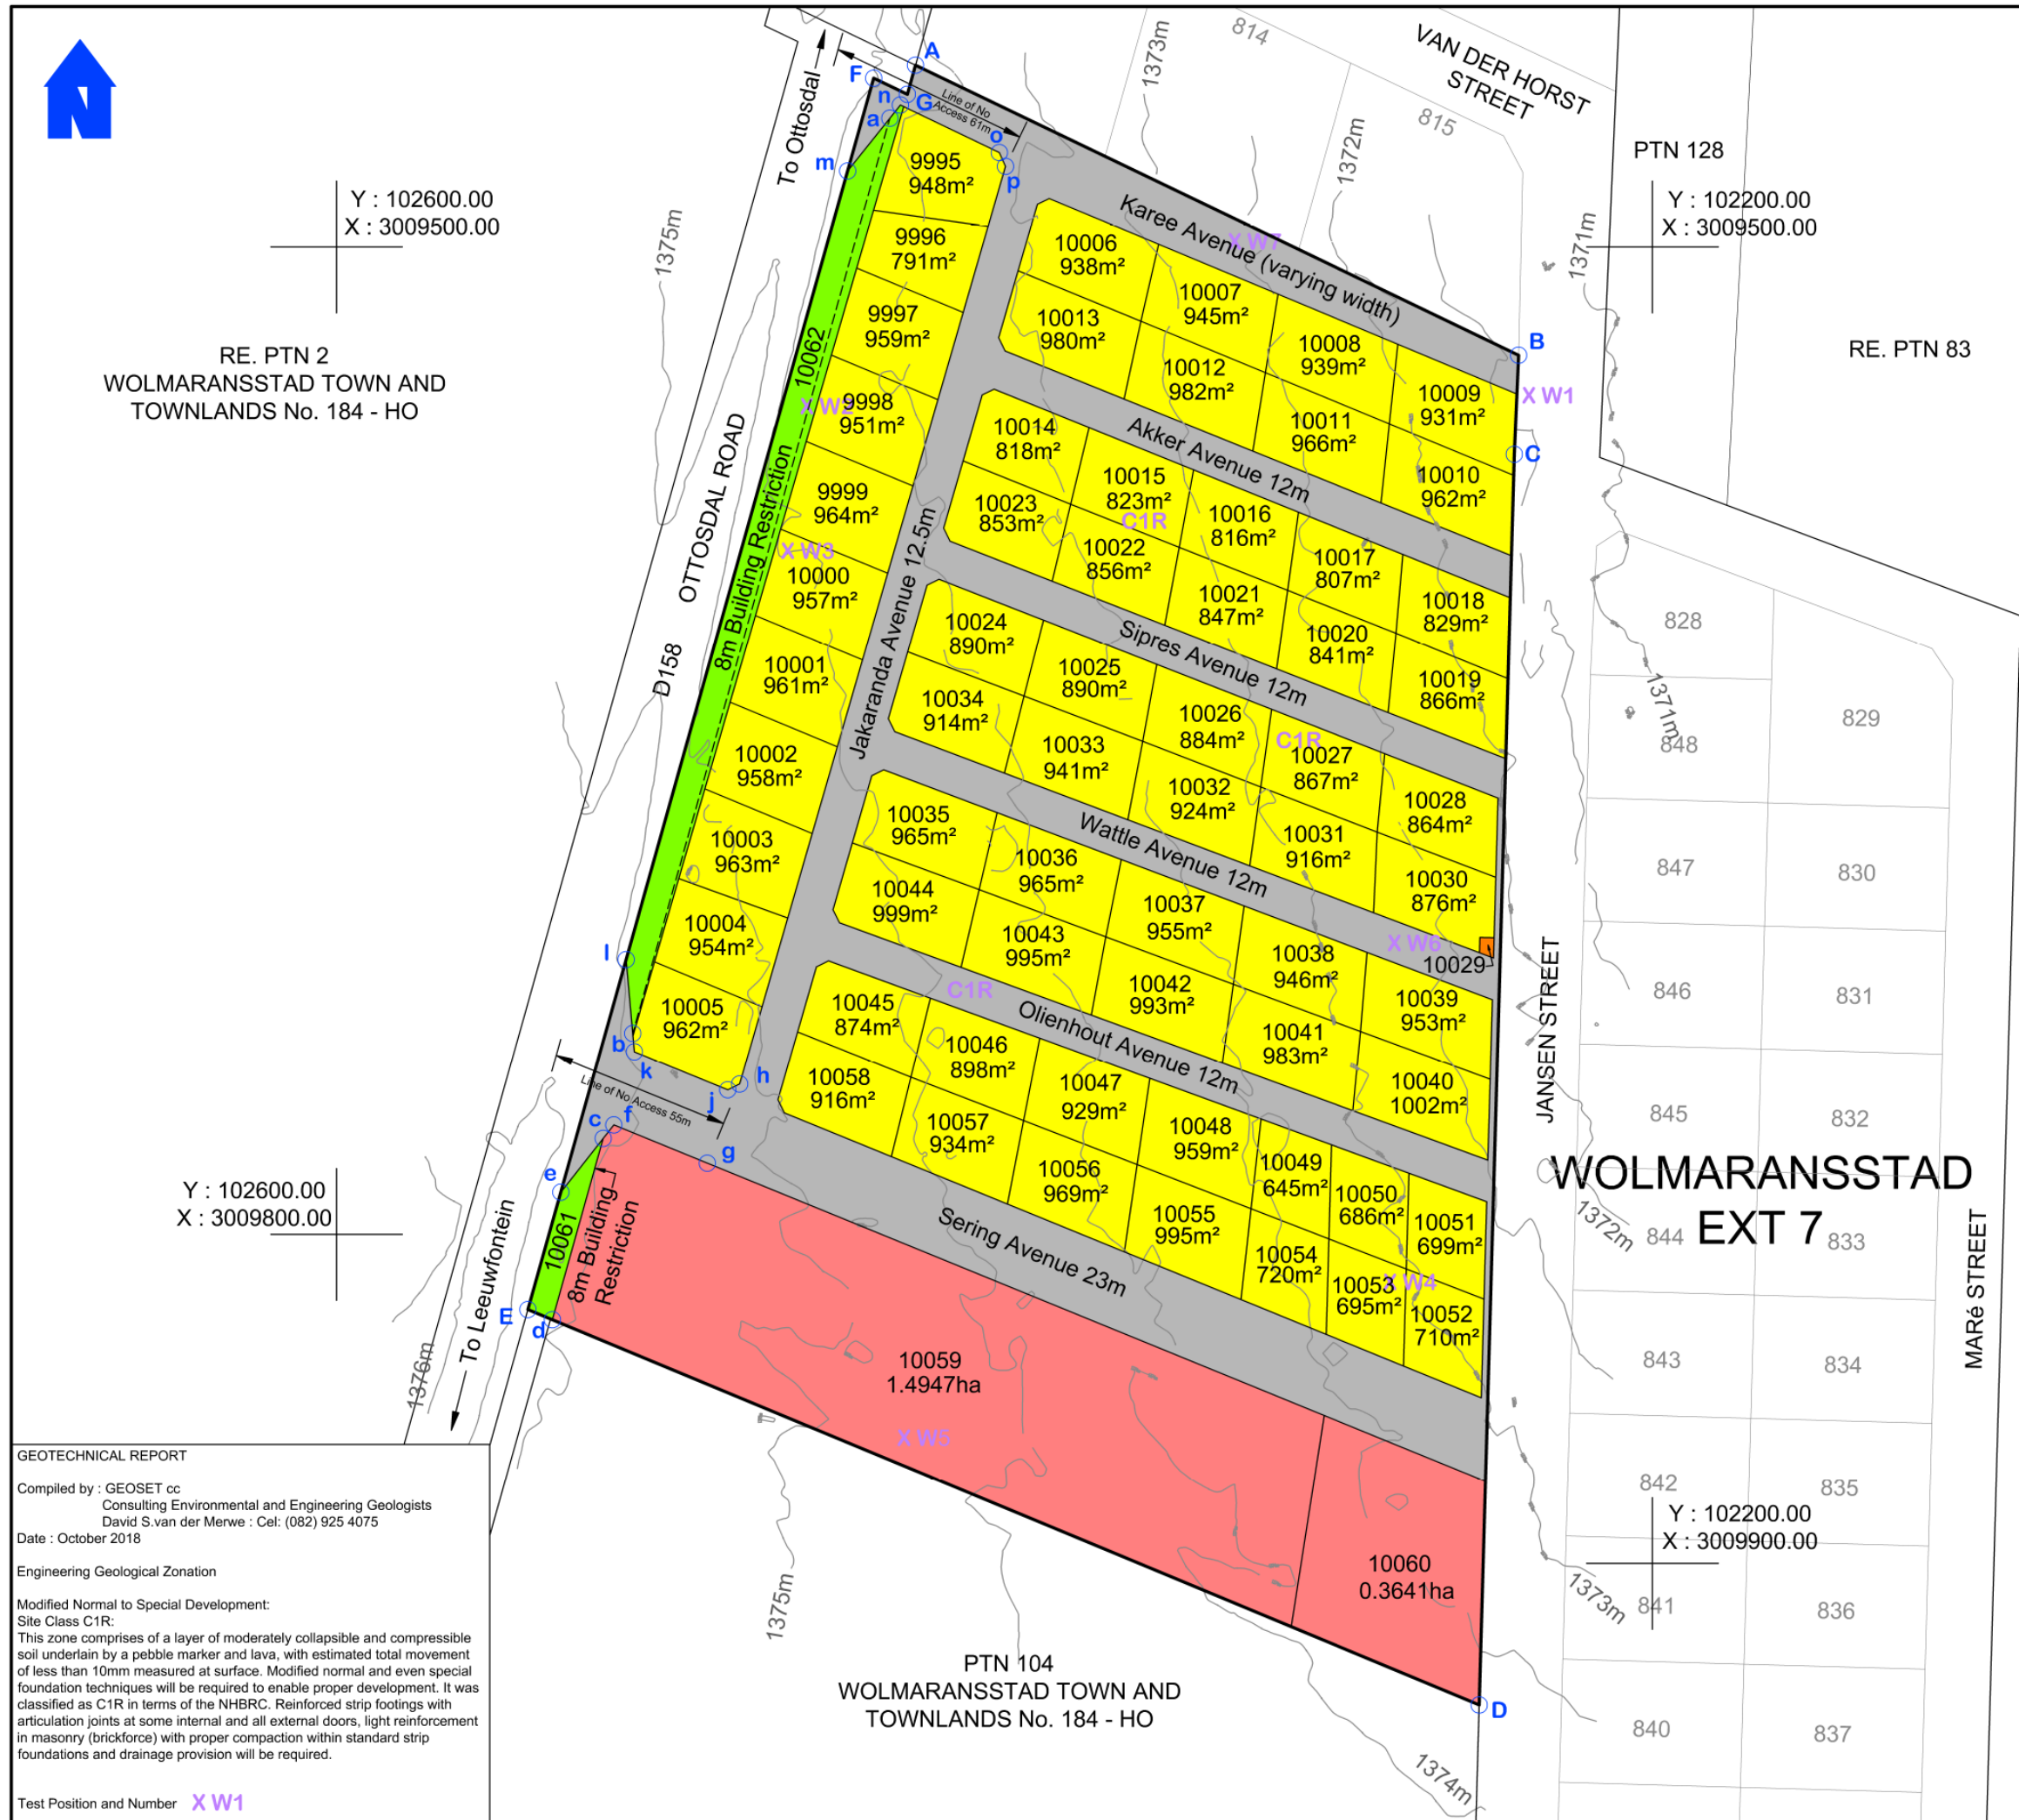 N
A
F
n
G
a
m
o
p
Line of No
Access 61m
To Ottosdal
1373m
814
VAN DER HORST
STREET
815
1372m
PTN 128
Y : 102600.00
X : 3009500.00
Y : 102200.00
X : 3009500.00
1375m
1371m
RE. PTN 2
WOLMARANSSTAD TOWN AND
TOWNLANDS No. 184 - HO
RE. PTN 83
Karee Avenue (varying width)
X W7
B
X W1
C
9995
948m²
9996
791m²
9997
959m²
9998
951m²
X W2
9999
964m²
X W3
10000
957m²
10001
961m²
10002
958m²
10003
963m²
10004
954m²
10005
962m²
10062
8m Building Restriction
OTTOSDAL ROAD
D158
Jakaranda Avenue 12.5m
10006
938m²
10007
945m²
10008
939m²
10009
931m²
10013
980m²
10012
982m²
10011
966m²
10010
962m²
Akker Avenue 12m
10014
818m²
10015
823m²
C1R
10016
816m²
10017
807m²
10018
829m²
10023
853m²
10022
856m²
10021
847m²
10020
841m²
10019
866m²
Sipres Avenue 12m
10024
890m²
10025
890m²
10026
884m²
C1R
10027
867m²
10028
864m²
10034
914m²
10033
941m²
10032
924m²
10031
916m²
10030
876m²
Wattle Avenue 12m
X W6
10029
10035
965m²
10036
965m²
10037
955m²
10038
946m²
10039
953m²
10044
999m²
10043
995m²
10042
993m²
10041
983m²
10040
1002m²
C1R
Olienhout Avenue 12m
10045
874m²
10046
898m²
10047
929m²
10048
959m²
10049
645m²
10050
686m²
10051
699m²
10058
916m²
10057
934m²
10056
969m²
10055
995m²
10054
720m²
10053
695m²
X W4
10052
710m²
Sering Avenue 23m
l
b
k
h
j
Line of No Access 55m
c
f
g
e
10061
8m Building
Restriction
E
d
10059
1.4947ha
X W5
10060
0.3641ha
D
Y : 102600.00
X : 3009800.00
To Leeuwfontein
1376m
1375m
1374m
PTN 104
WOLMARANSSTAD TOWN AND
TOWNLANDS No. 184 - HO
JANSEN STREET
MARé STREET
WOLMARANSSTAD
EXT 7
828
829
1371m
848
847
830
846
831
845
832
1372m
844
833
843
834
842
835
Y : 102200.00
X : 3009900.00
1373m
841
836
840
837
GEOTECHNICAL REPORT
Compiled by : GEOSET cc
Consulting Environmental and Engineering Geologists
David S.van der Merwe : Cel: (082) 925 4075
Date : October 2018
Engineering Geological Zonation
Modified Normal to Special Development:
Site Class C1R:
This zone comprises of a layer of moderately collapsible and compressible
soil underlain by a pebble marker and lava, with estimated total movement
of less than 10mm measured at surface. Modified normal and even special
foundation techniques will be required to enable proper development. It was
classified as C1R in terms of the NHBRC. Reinforced strip footings with
articulation joints at some internal and all external doors, light reinforcement
in masonry (brickforce) with proper compaction within standard strip
foundations and drainage provision will be required.
Test Position and Number X W1